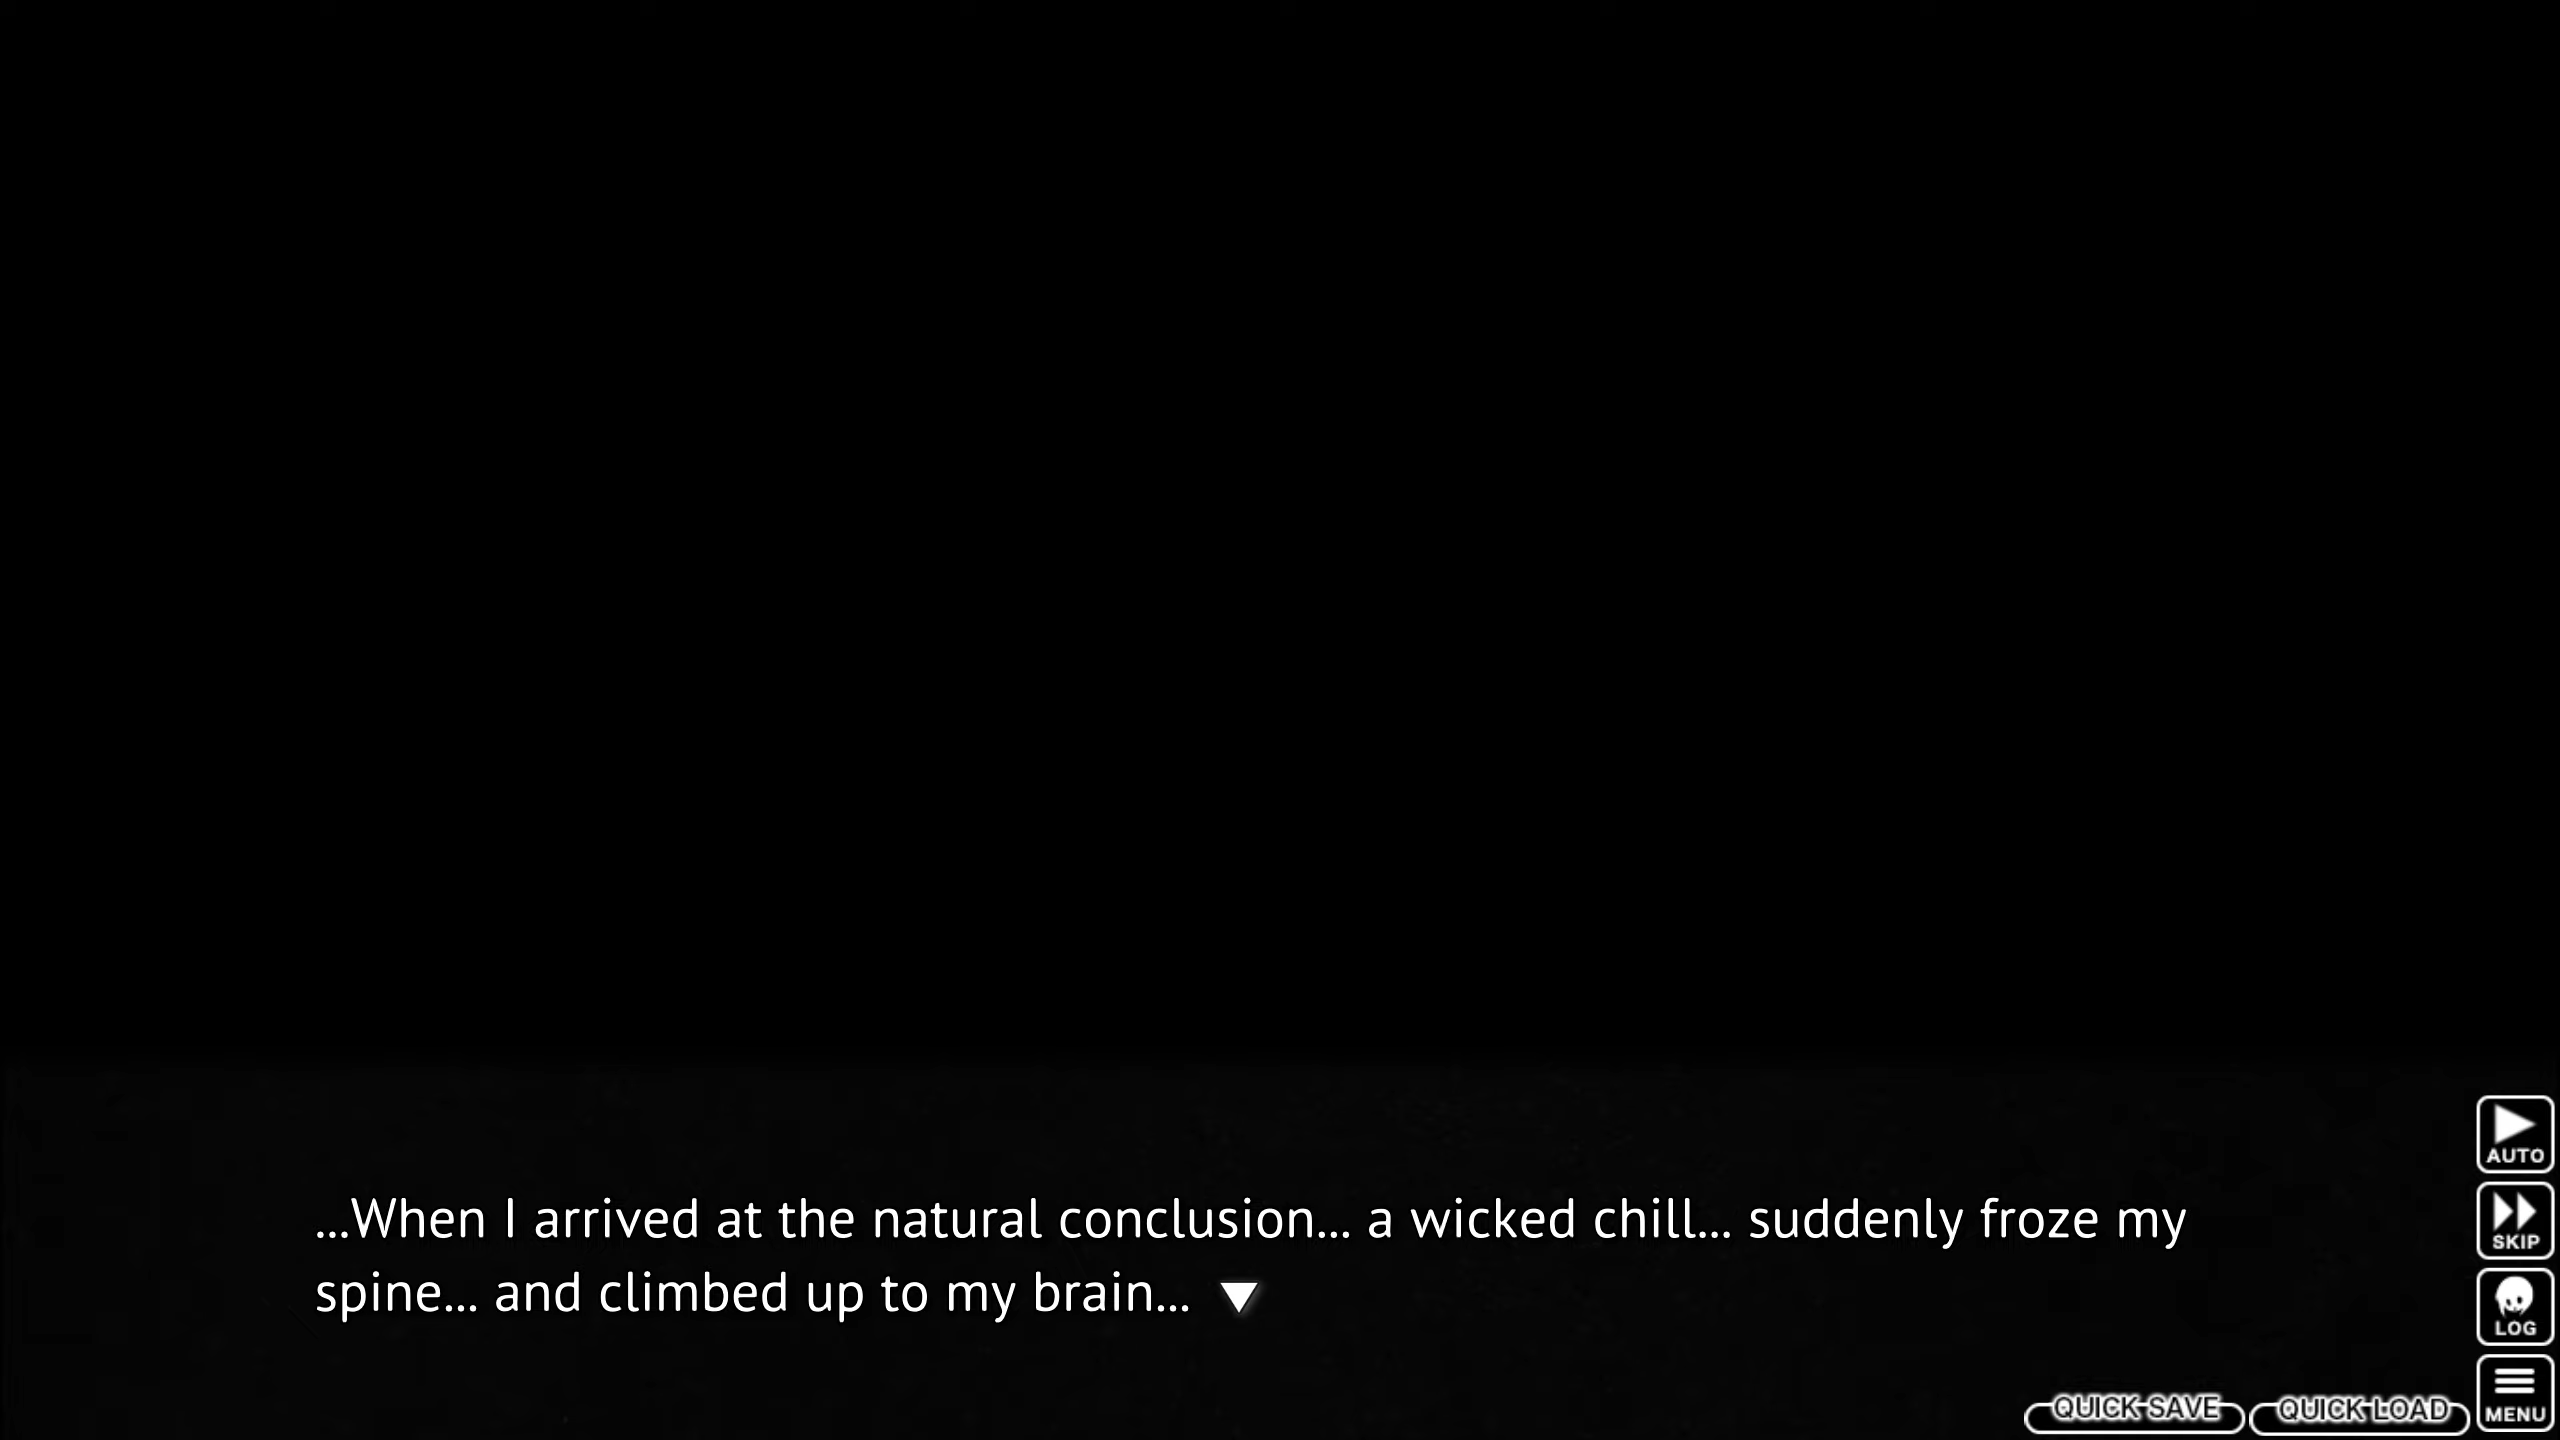 ...When I arrived at the natural conclusion... a wicked chill... suddenly froze my
spine... and climbed up to my brain...
AUTO
SKIP
LOG
MENU
QUICK SAVE
QUICK LOAD